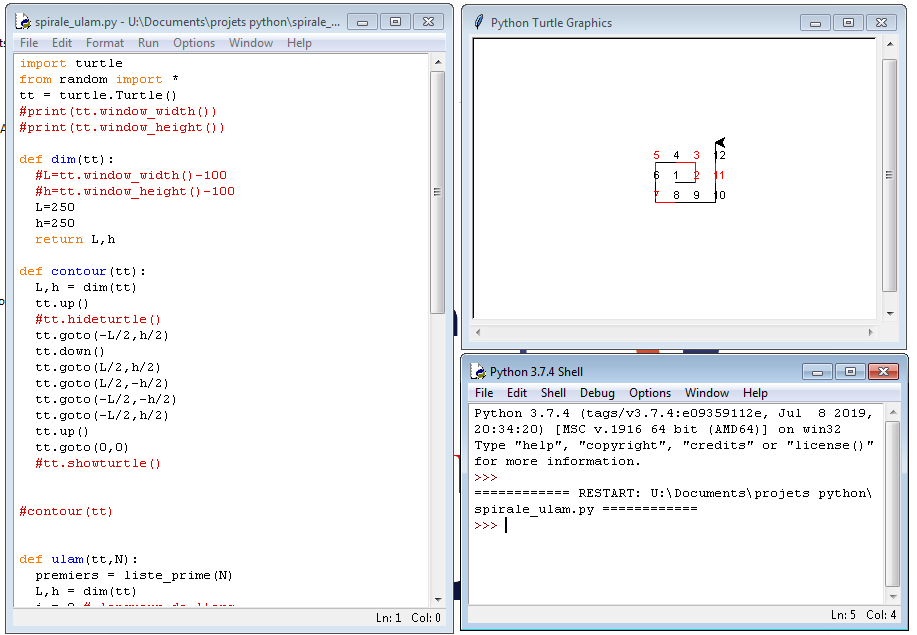 spirale_ulam.py - U:\Documents\projets python\spirale_...
File Edit Format Run Options Window Help
import turtle
from random import *
tt = turtle.Turtle()
#print(tt.window_width())
#print(tt.window_height())
def dim(tt):
#L=tt.window_width()-100
#h=tt.window_height()-100
L=250
h=250
return L,h
def contour(tt):
L,h = dim(tt)
tt.up()
#tt.hideturtle()
tt.goto(-L/2,h/2)
tt.down()
tt.goto(L/2,h/2)
tt.goto(L/2,-h/2)
tt.goto(-L/2,-h/2)
tt.goto(-L/2,h/2)
tt.up()
tt.goto(0,0)
#tt.showturtle()
#contour(tt)
def ulam(tt,N):
premiers = liste_prime(N)
L,h = dim(tt)
Ln: 1 Col: 0
Python Turtle Graphics
5 4 3 12
6 1 2 11
7 8 9 10
Python 3.7.4 Shell
File Edit Shell Debug Options Window Help
Python 3.7.4 (tags/v3.7.4:e09359112e, Jul 8 2019,
20:34:20) [MSC v.1916 64 bit (AMD64)] on win32
Type "help", "copyright", "credits" or "license()"
for more information.
>>>
============ RESTART: U:\Documents\projets python\
spirale_ulam.py ============
>>>
Ln: 5 Col: 4